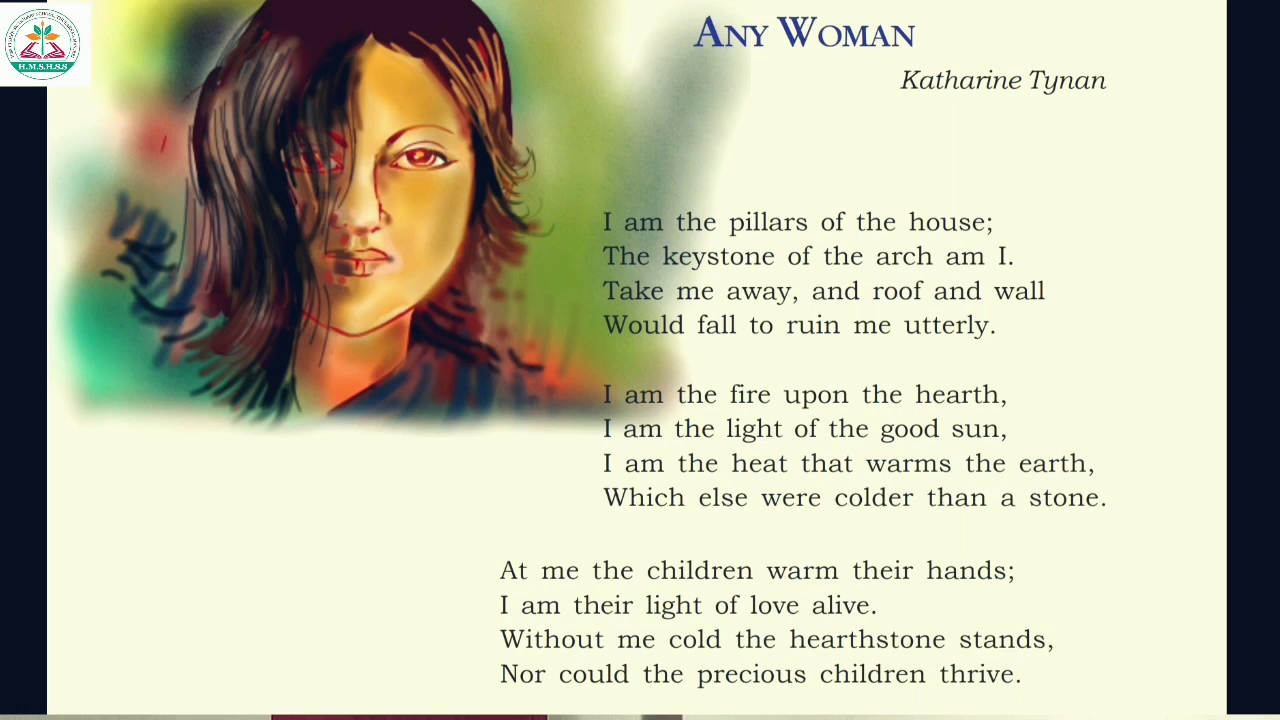 H.M.S.H.S.S
ANY WOMAN
Katharine Tynan
I am the pillars of the house;
The keystone of the arch am I.
Take me away, and roof and wall
Would fall to ruin me utterly.
I am the fire upon the hearth,
I am the light of the good sun,
I am the heat that warms the earth,
Which else were colder than a stone.
At me the children warm their hands;
I am their light of love alive.
Without me cold the hearthstone stands,
Nor could the precious children thrive.